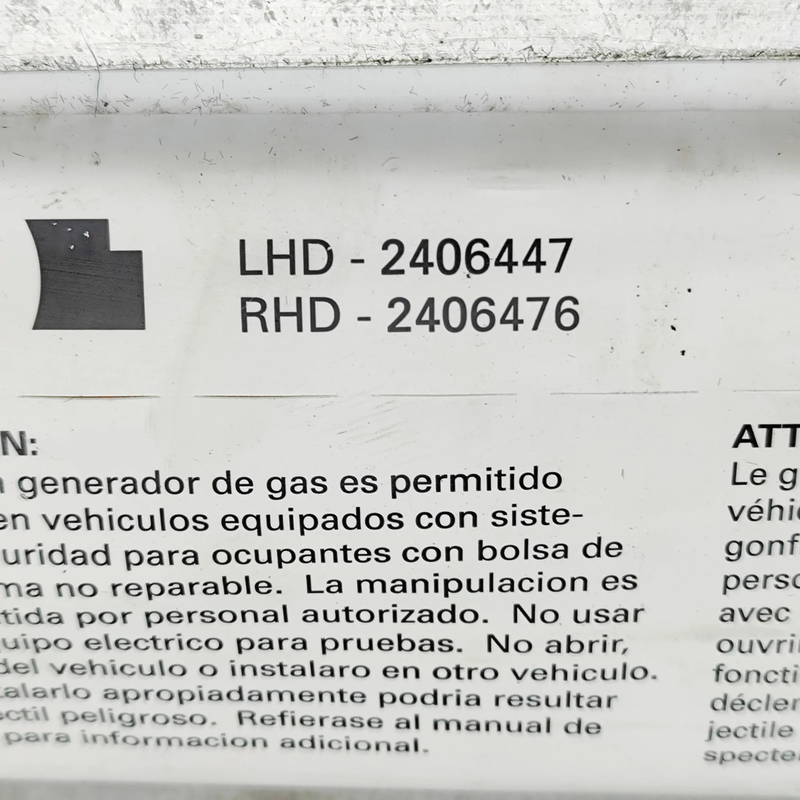 LHD - 2406447
RHD - 2406476
N:
generador de gas es permitido
en vehiculos equipados con siste-
uridad para ocupantes con bolsa de
ma no reparable. La manipulacion es
tida por personal autorizado. No usar
uipo electrico para pruebas. No abrir,
del vehiculo o instalaro en otro vehiculo.
talarlo apropiadamente podria resultar
ctil peligroso. Refierase al manual de
para informacion adicional.
ATT
Le g
véhic
gonf
perso
avec
ouvri
foncti
déclen
jectile
specte